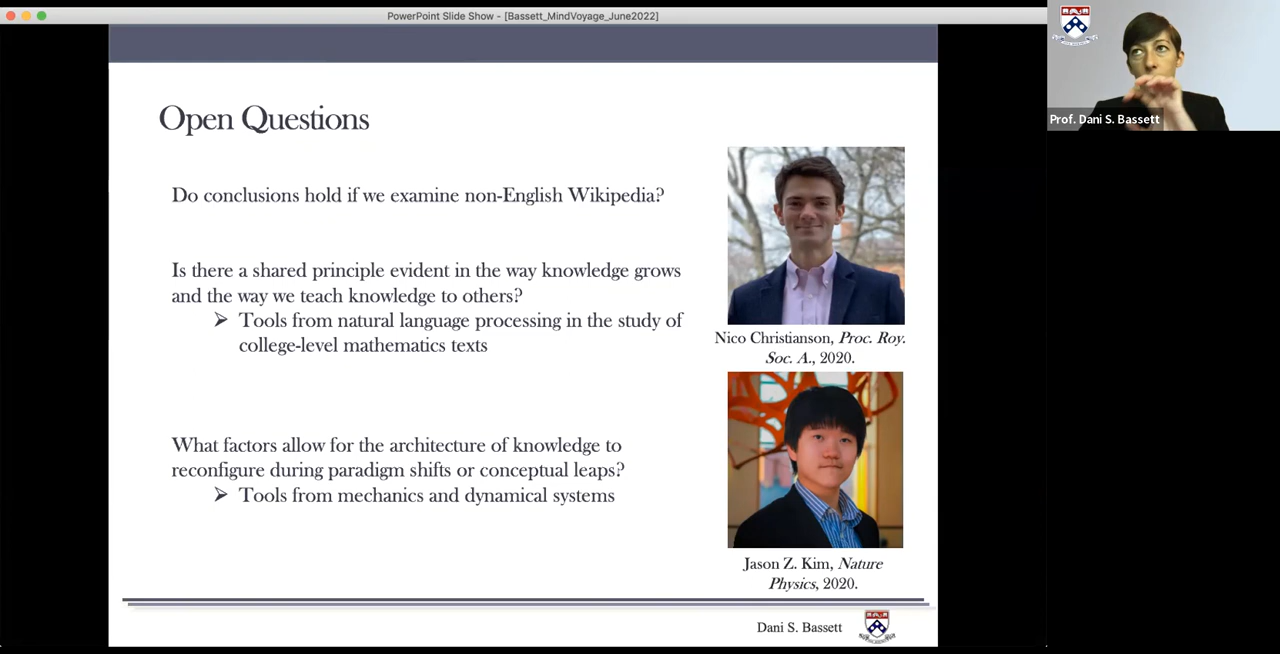 PowerPoint Slide Show - [Bassett_MindVoyage_June2022]
Prof. Dani S. Bassett
Open Questions
Do conclusions hold if we examine non-English Wikipedia?
Is there a shared principle evident in the way knowledge grows
and the way we teach knowledge to others?
➢ Tools from natural language processing in the study of
college-level mathematics texts
What factors allow for the architecture of knowledge to
reconfigure during paradigm shifts or conceptual leaps?
➢ Tools from mechanics and dynamical systems
Nico Christianson, Proc. Roy.
Soc. A., 2020.
Jason Z. Kim, Nature
Physics, 2020.
Dani S. Bassett